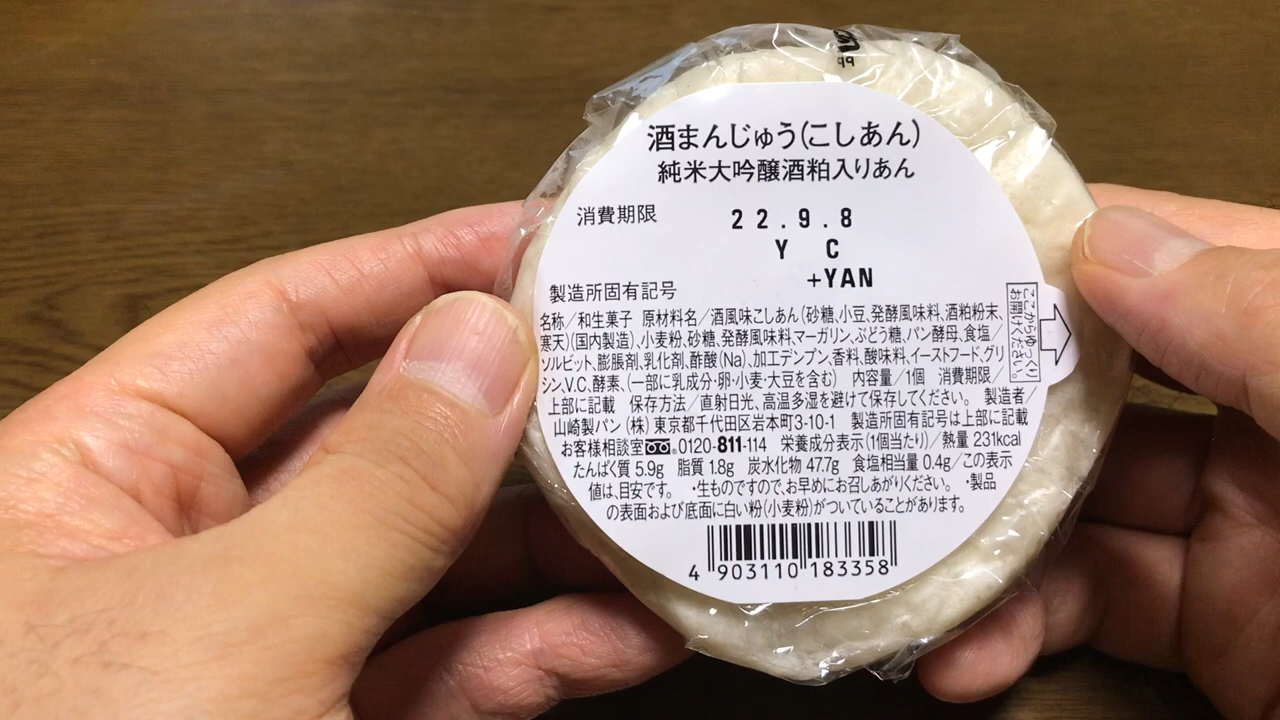 酒まんじゅう(こしあん)
純米大吟醸酒粕入りあん
消費期限 22.9.8
Y C
+YAN
製造所固有記号
名称/和生菓子 原材料名/酒風味こしあん(砂糖、小豆、発酵風味料、酒粕粉末、
寒天)(国内製造)、小麦粉、砂糖、発酵風味料、マーガリン、ぶどう糖、パン酵母、食塩/
ソルビット、膨脹剤、乳化剤、酢酸(Na)、加工デンプン、香料、酸味料、イーストフード、グリ
シン、V.C、酵素、(一部に乳成分・卵・小麦・大豆を含む) 内容量/1個 消費期限/
上部に記載 保存方法/直射日光、高温多湿を避けて保存してください。 製造者/
山崎製パン(株) 東京都千代田区岩本町3-10-1 製造所固有記号は上部に記載
お客様相談室 0120-811-114 栄養成分表示(1個当たり)/熱量 231kcal
たんぱく質 5.9g 脂質 1.8g 炭水化物 47.7g 食塩相当量 0.4g/この表示
値は、目安です。 ・生ものですので、お早めにお召しあがりください。 ・製品
の表面および底面に白い粉(小麦粉)がついていることがあります。
ここからゆっくり
お開けください。
4 903110 183358